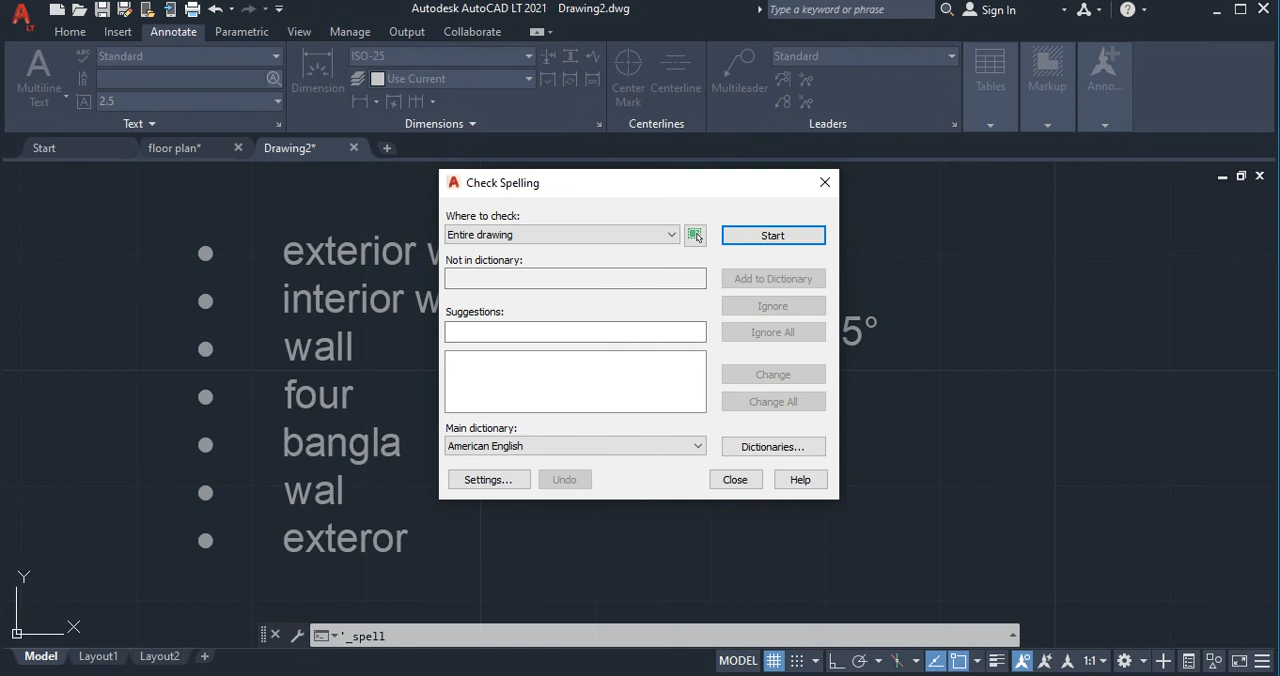 Autodesk AutoCAD LT 2021 Drawing2.dwg
Type a keyword or phrase
Sign In
LT
Home Insert Annotate Parametric View Manage Output Collaborate
Multiline
Text
ABC
Standard
2.5
Text
Dimension
ISO-25
Use Current
Dimensions
Center
Mark
Centerline
Centerlines
Multileader
Standard
Leaders
Tables
Markup
Anno...
Start
floor plan*
Drawing2*
Check Spelling
Where to check:
Entire drawing
Start
Not in dictionary:
Add to Dictionary
Suggestions:
Ignore
Ignore All
Change
Change All
Main dictionary:
American English
Dictionaries...
Settings...
Undo
Close
Help
exterior w
interior w
wall
four
bangla
wal
exteror
5°
Y
X
'_spell
Model Layout1 Layout2 +
MODEL
1:1